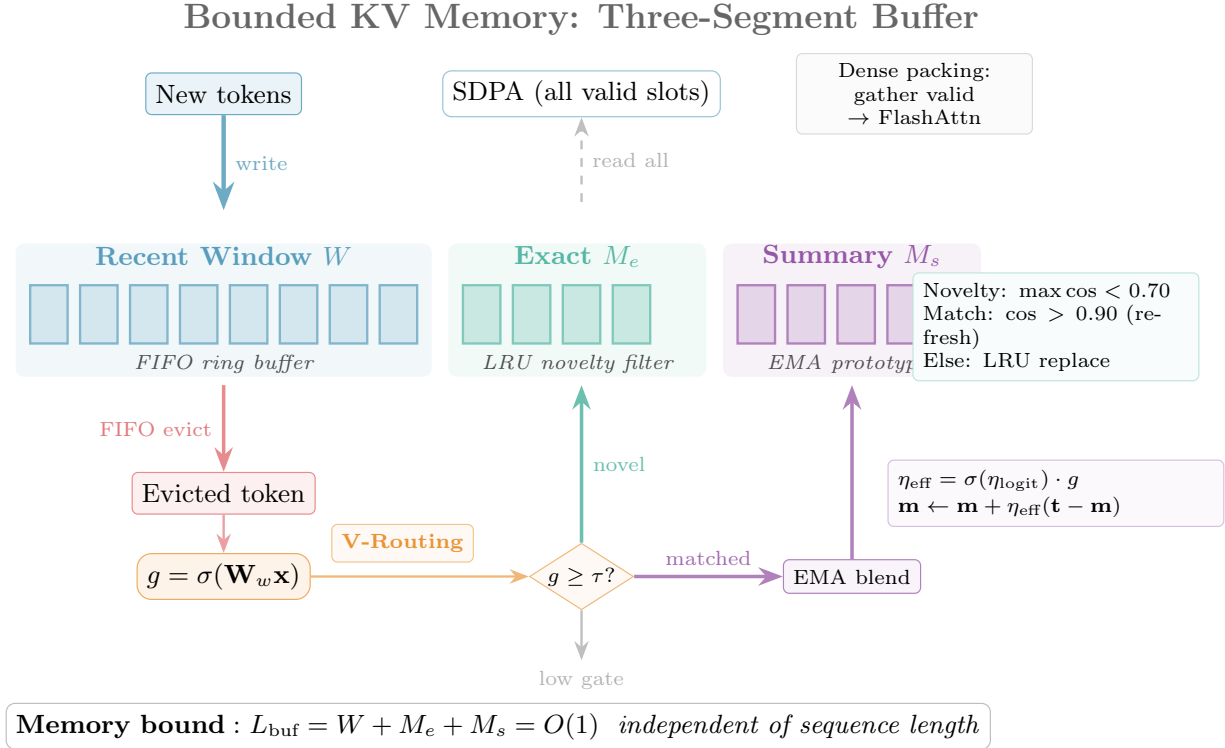 Bounded KV Memory: Three-Segment Buffer
New tokens
SDPA (all valid slots)
Dense packing:
gather valid
→ FlashAttn
write
read all
Recent Window W
Exact Mₑ
Summary Mₛ
FIFO ring buffer
LRU novelty filter
EMA prototyp
Novelty: max cos < 0.70
Match: cos > 0.90 (re-
fresh)
Else: LRU replace
FIFO evict
novel
Evicted token
η_eff = σ(η_logit) · g
m ← m + η_eff(t − m)
V-Routing
g = σ(W_w x)
g ≥ τ?
matched
EMA blend
low gate
Memory bound : L_buf = W + Mₑ + Mₛ = O(1) independent of sequence length